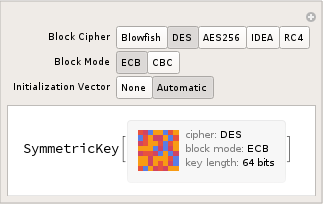 Block Cipher Blowfish DES AES256 IDEA RC4
Block Mode ECB CBC
Initialization Vector None Automatic
cipher: DES
SymmetricKey[ block mode: ECB ]
key length: 64 bits